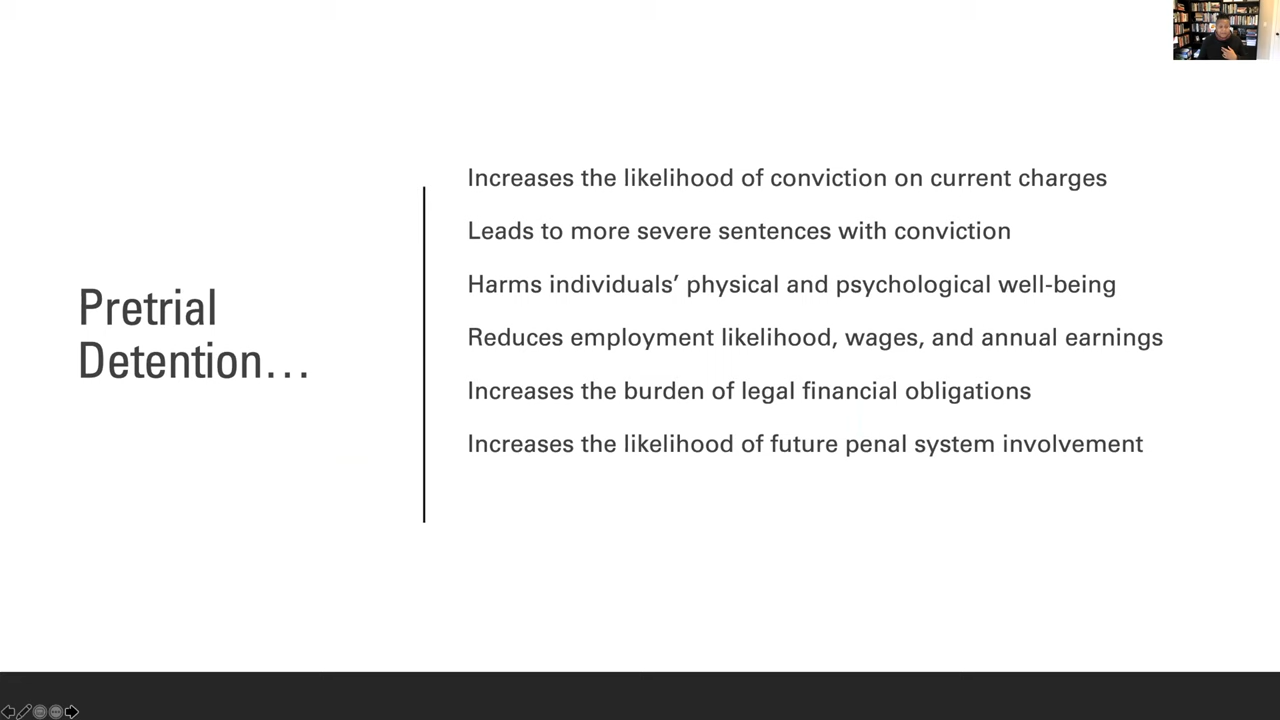 Pretrial
Detention…
Increases the likelihood of conviction on current charges
Leads to more severe sentences with conviction
Harms individuals’ physical and psychological well-being
Reduces employment likelihood, wages, and annual earnings
Increases the burden of legal financial obligations
Increases the likelihood of future penal system involvement